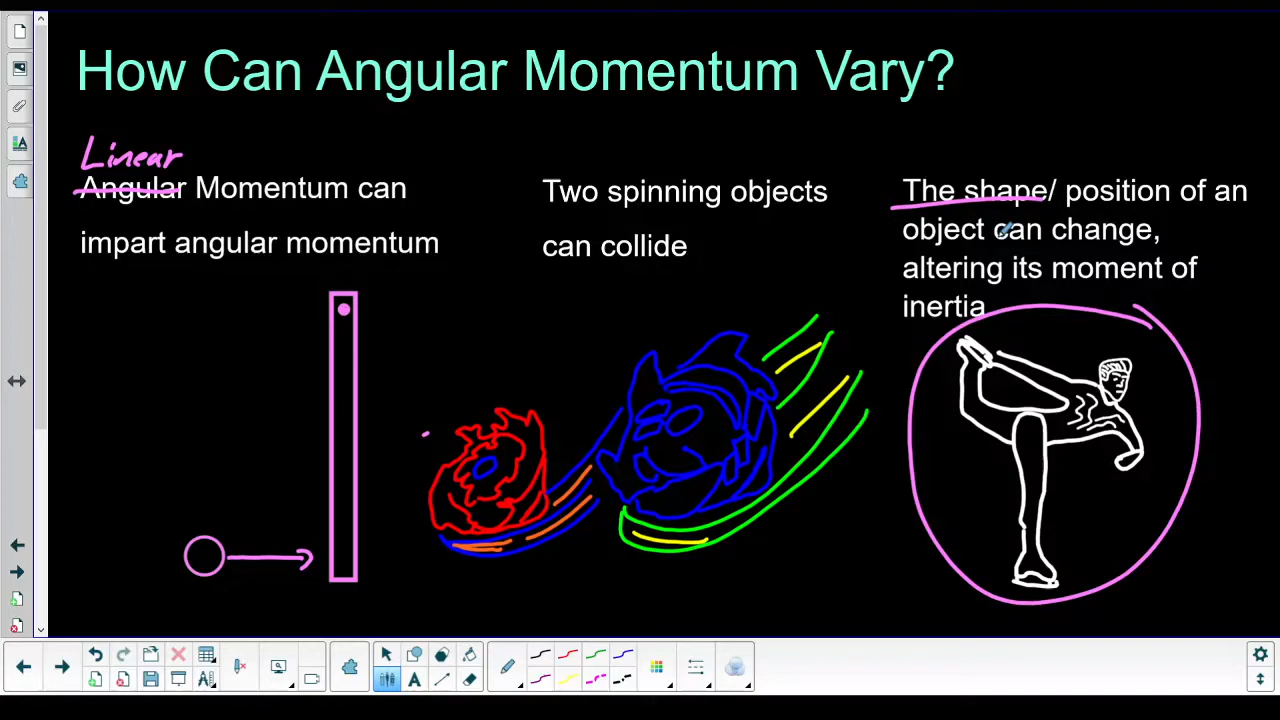 How Can Angular Momentum Vary?
Linear
Angular Momentum can
impart angular momentum
Two spinning objects
can collide
The shape/ position of an
object can change,
altering its moment of
inertia